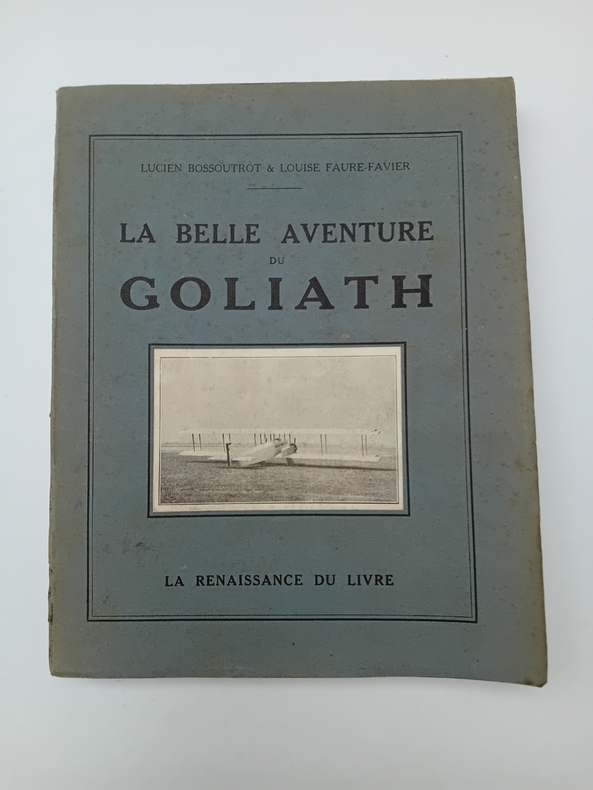 LUCIEN BOSSOUTROT & LOUISE FAURE-FAVIER
LA BELLE AVENTURE
DU
GOLIATH
LA RENAISSANCE DU LIVRE